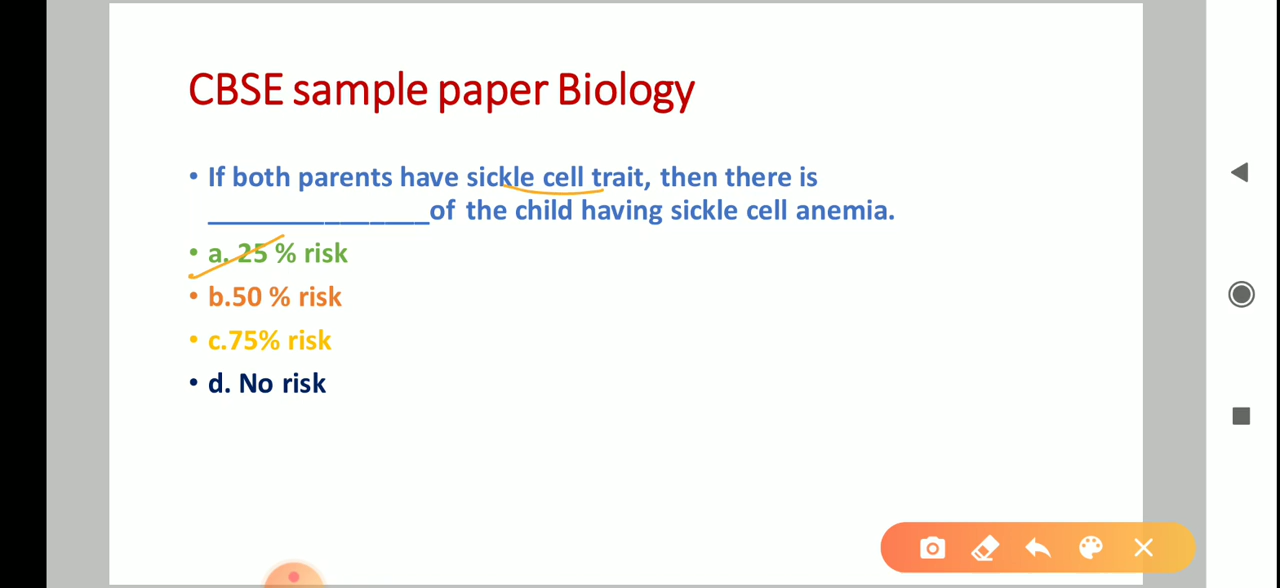 CBSE sample paper Biology
• If both parents have sickle cell trait, then there is
_______________of the child having sickle cell anemia.
• a. 25 % risk
• b.50 % risk
• c.75% risk
• d. No risk